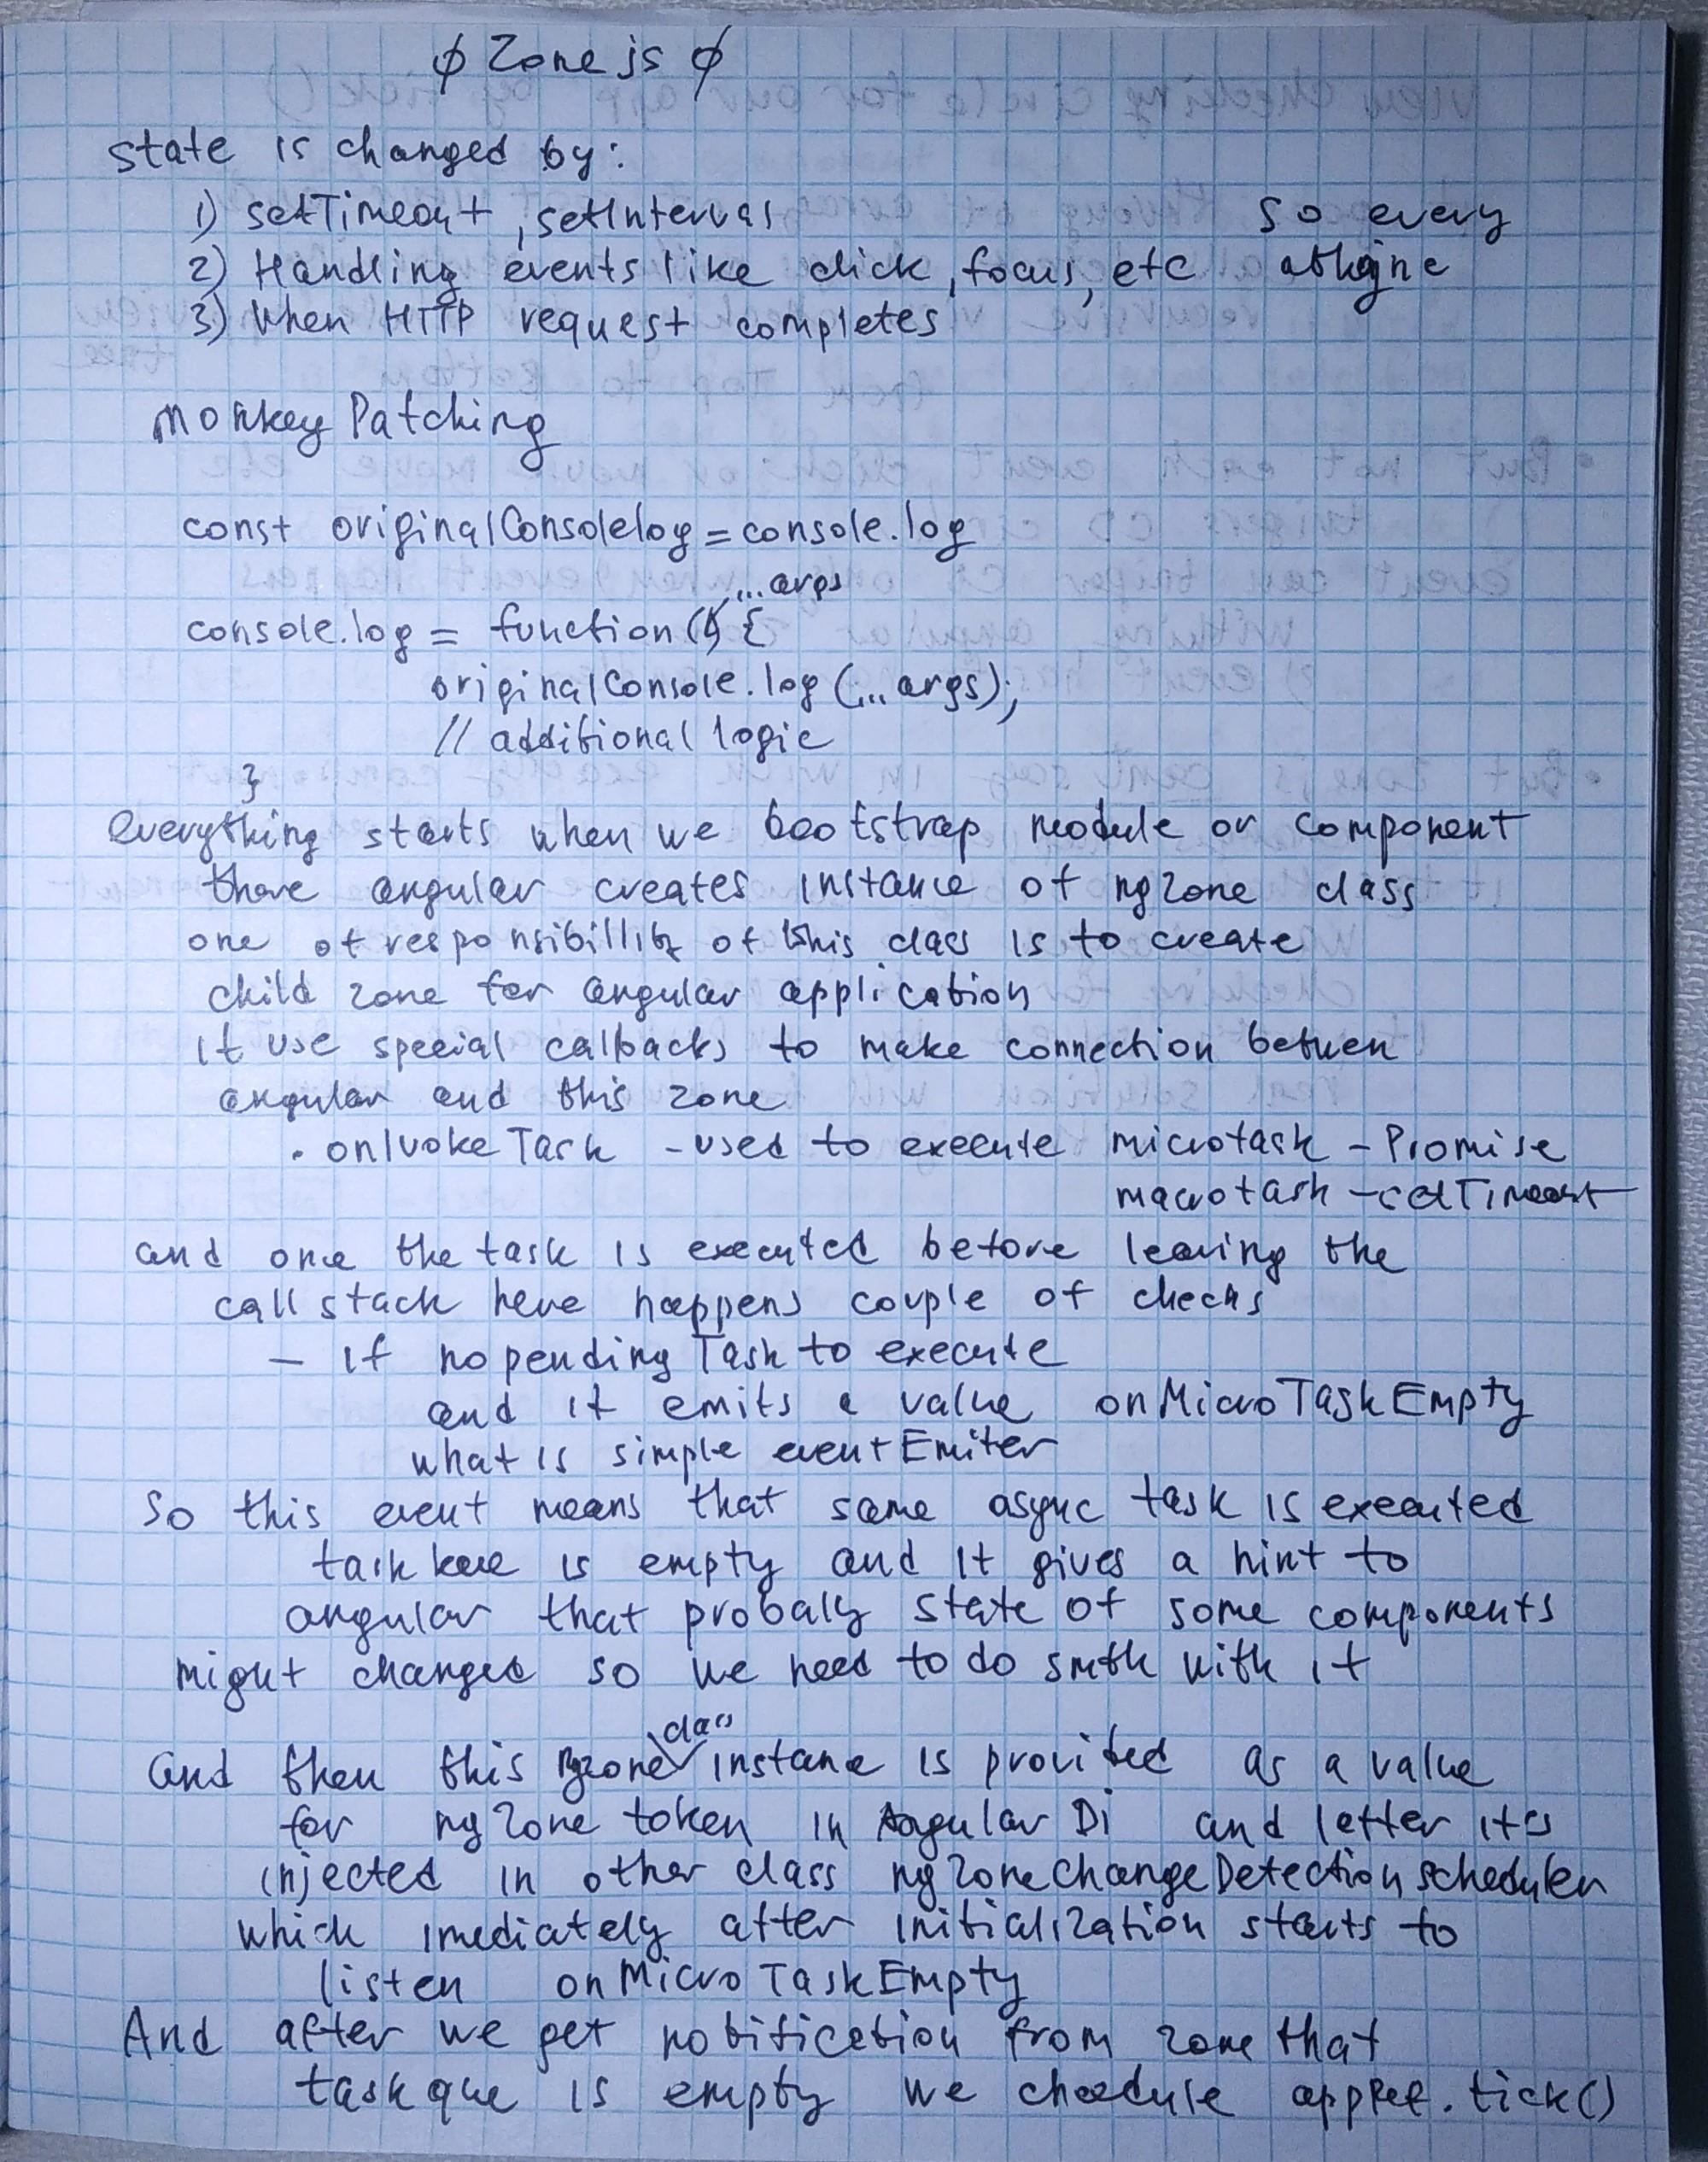 ∅ Zone js ∅
state is changed by:
1) setTimeout, setInterval
2) Handling events like click, focus, etc
3) When HTTP request completes
so every
Monkey Patching
const originalConsolelog = console.log
...args
console.log = function () {
originalConsole.log (... args);
// additional logic
}
everything starts when we bootstrap module or component
there angular creates instance of ngZone class
one of responsibillity of this class is to create
child zone for angular application
it use special callbacks to make connection betwen
angular and this zone
• onIvoke Task - used to execute microtask - Promise
macrotask - setTimeout
and once the task is executed before leaving the
call stack here happens couple of checks
- if no pending Task to execute
and it emits a value onMicroTaskEmpty
what is simple eventEmiter
So this event means that some async task is executed
task is empty and it gives a hint to
angular that probaly state of some components
might changed so we need to do smth with it
class
and then this ngzone instance is provided as a value
for ngZone token in Angular Di and letter its
injected in other class ngZoneChangeDetectionScheduler
which imediately after initialization starts to
listen onMicroTaskEmpty
And after we get notification from zone that
task que is empty we appRef.tick()